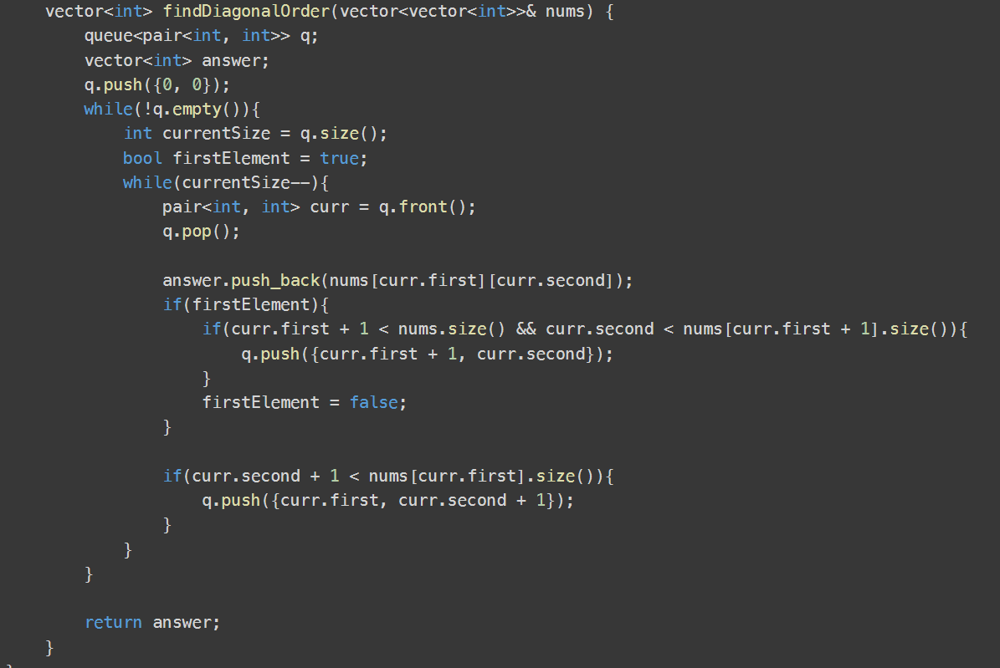 vector<int> findDiagonalOrder(vector<vector<int>>& nums) {
queue<pair<int, int>> q;
vector<int> answer;
q.push({0, 0});
while(!q.empty()){
int currentSize = q.size();
bool firstElement = true;
while(currentSize--){
pair<int, int> curr = q.front();
q.pop();
answer.push_back(nums[curr.first][curr.second]);
if(firstElement){
if(curr.first + 1 < nums.size() && curr.second < nums[curr.first + 1].size()){
q.push({curr.first + 1, curr.second});
}
firstElement = false;
}
if(curr.second + 1 < nums[curr.first].size()){
q.push({curr.first, curr.second + 1});
}
}
}
return answer;
}